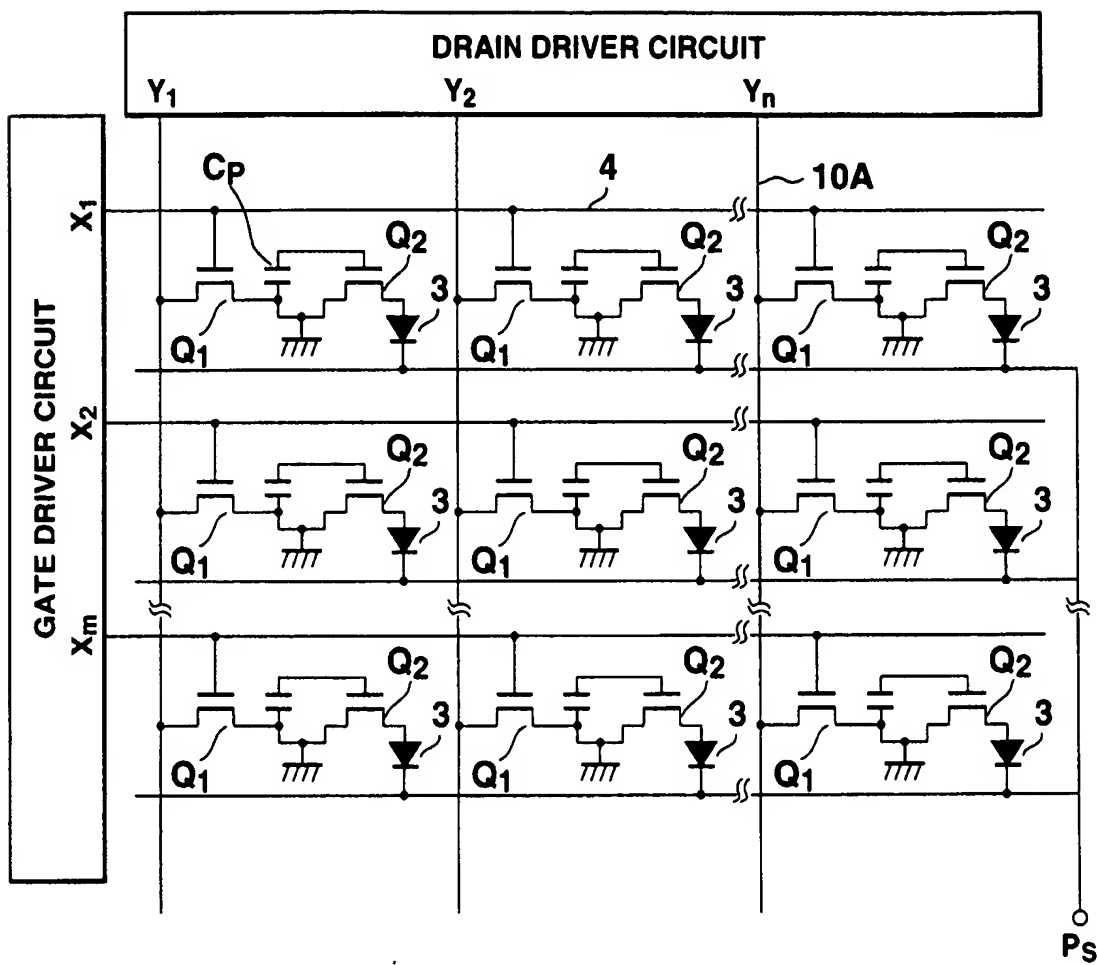 DRAIN DRIVER CIRCUIT
Y1 Y2 Yn
GATE DRIVER CIRCUIT
CP 4 10A
X1
Q2 Q2 Q2
3 3 3
Q1 Q1 Q1
X2
Q2 Q2 Q2
3 3 3
Q1 Q1 Q1
Xm
Q2 Q2 Q2
3 3 3
Q1 Q1 Q1
PS